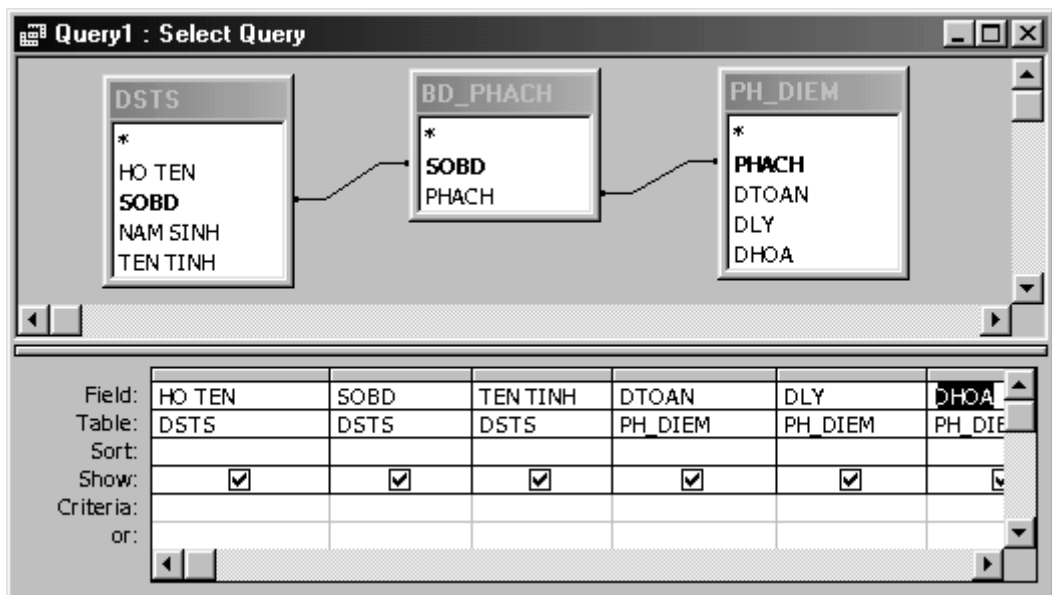 Query1 : Select Query
DSTS
*
HO TEN
SOBD
NAM SINH
TEN TINH
BD_PHACH
*
SOBD
PHACH
PH_DIEM
*
PHACH
DTOAN
DLY
DHOA
Field: HO TEN SOBD TEN TINH DTOAN DLY DHOA
Table: DSTS DSTS DSTS PH_DIEM PH_DIEM PH_DIE
Sort:
Show:
Criteria:
or: